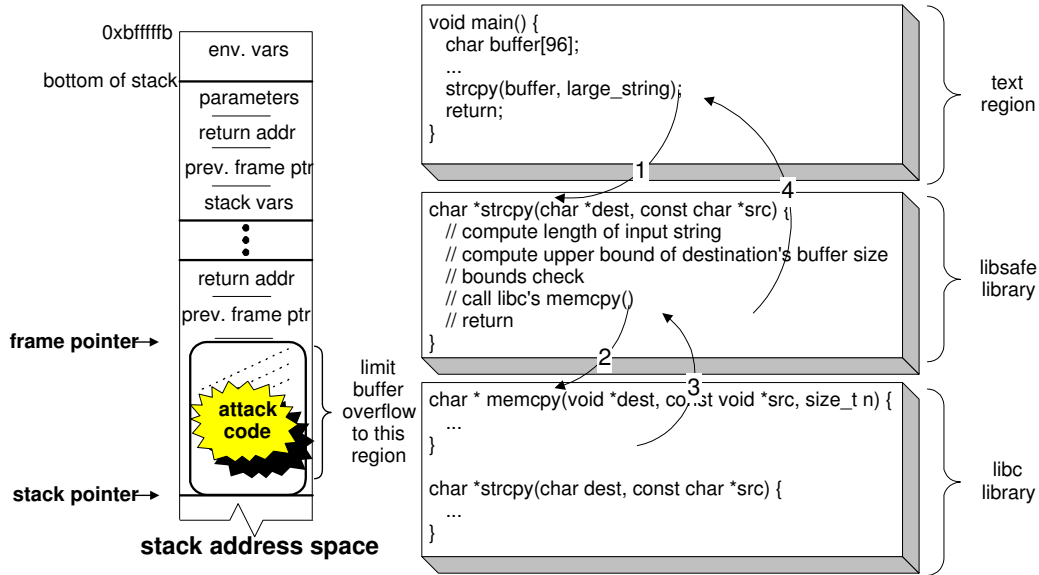 0xbfffffb
env. vars
bottom of stack
parameters
return addr
prev. frame ptr
stack vars
return addr
prev. frame ptr
frame pointer
attack
code
limit
buffer
overflow
to this
region
stack pointer
stack address space
void main() {
char buffer[96];
...
strcpy(buffer, large_string);
return;
}
text
region
1
4
char *strcpy(char *dest, const char *src) {
// compute length of input string
// compute upper bound of destination's buffer size
// bounds check
// call libc's memcpy()
// return
}
libsafe
library
2
3
char * memcpy(void *dest, const void *src, size_t n) {
...
}
char *strcpy(char dest, const char *src) {
...
}
libc
library